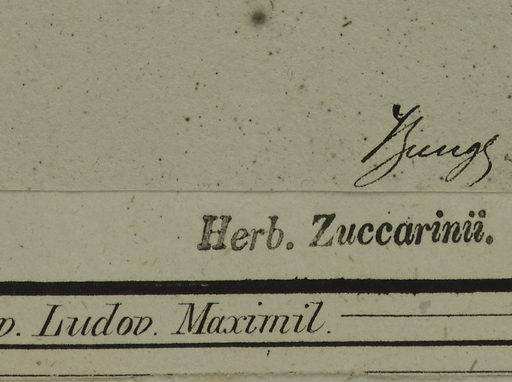 Bunge
Herb. Zuccarinii.
v. Ludov. Maximil.